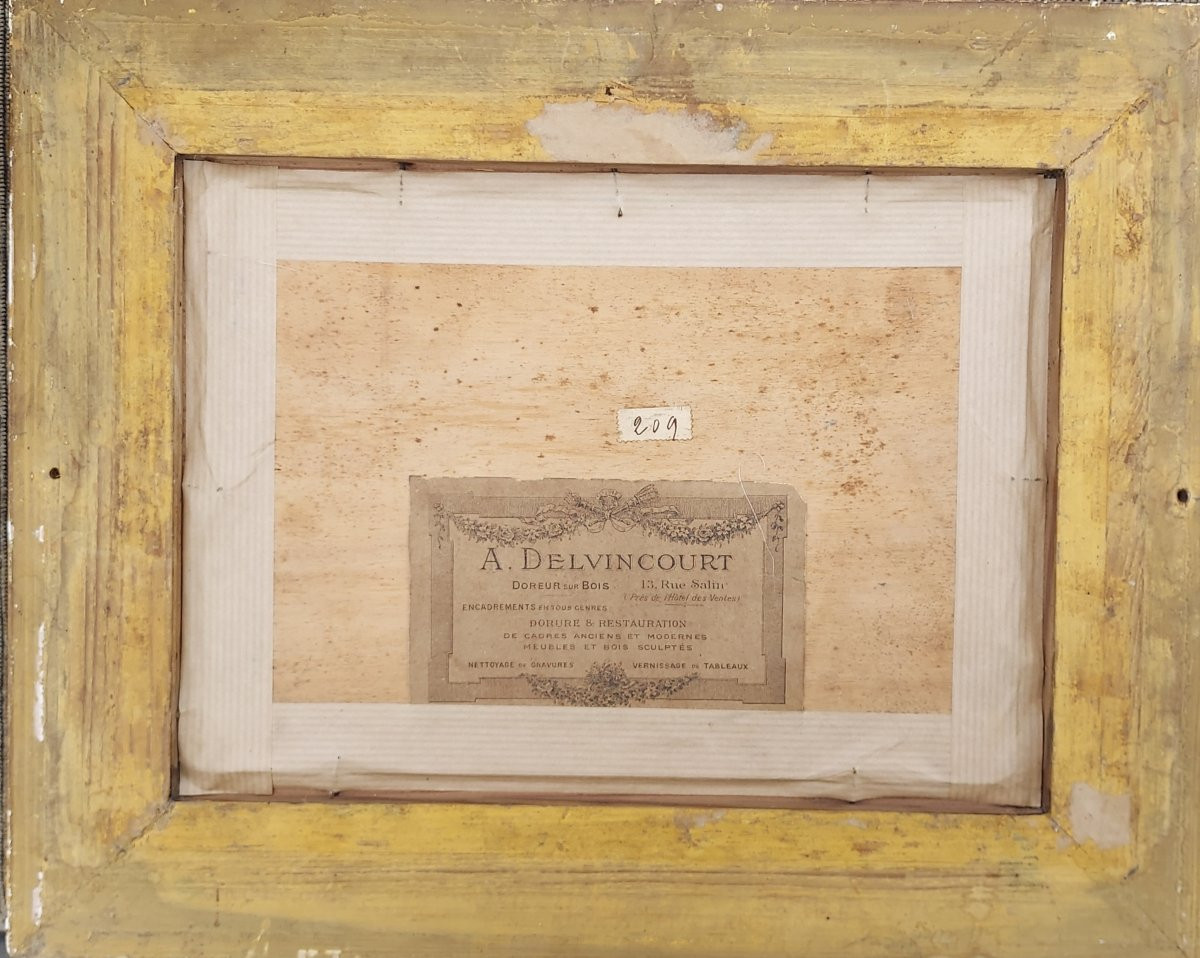 209
A. DELVINCOURT
DOREUR SUR BOIS 13, Rue Salin
(Près de l'Hôtel des Ventes)
ENCADREMENTS EN TOUS GENRES
DORURE & RESTAURATION
DE CADRES ANCIENS ET MODERNES
MEUBLES ET BOIS SCULPTÉS
NETTOYAGE DE GRAVURES VERNISSAGE DE TABLEAUX